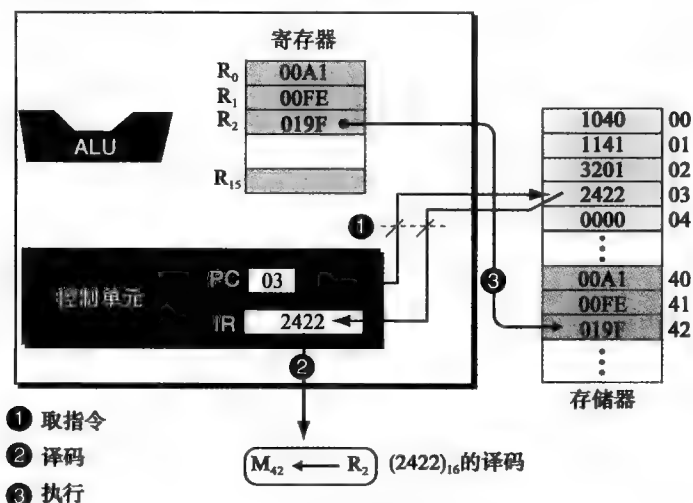 寄存器
R₀ 00A1
R₁ 00FE
R₂ 019F
R₁₅
ALU
1040 00
1141 01
3201 02
2422 03
0000 04
00A1 40
00FE 41
019F 42
存储器
1
3
控制单元
PC 03
IR 2422
2
1 取指令
2 译码
3 执行
M₄₂ ← R₂ (2422)₁₆的译码